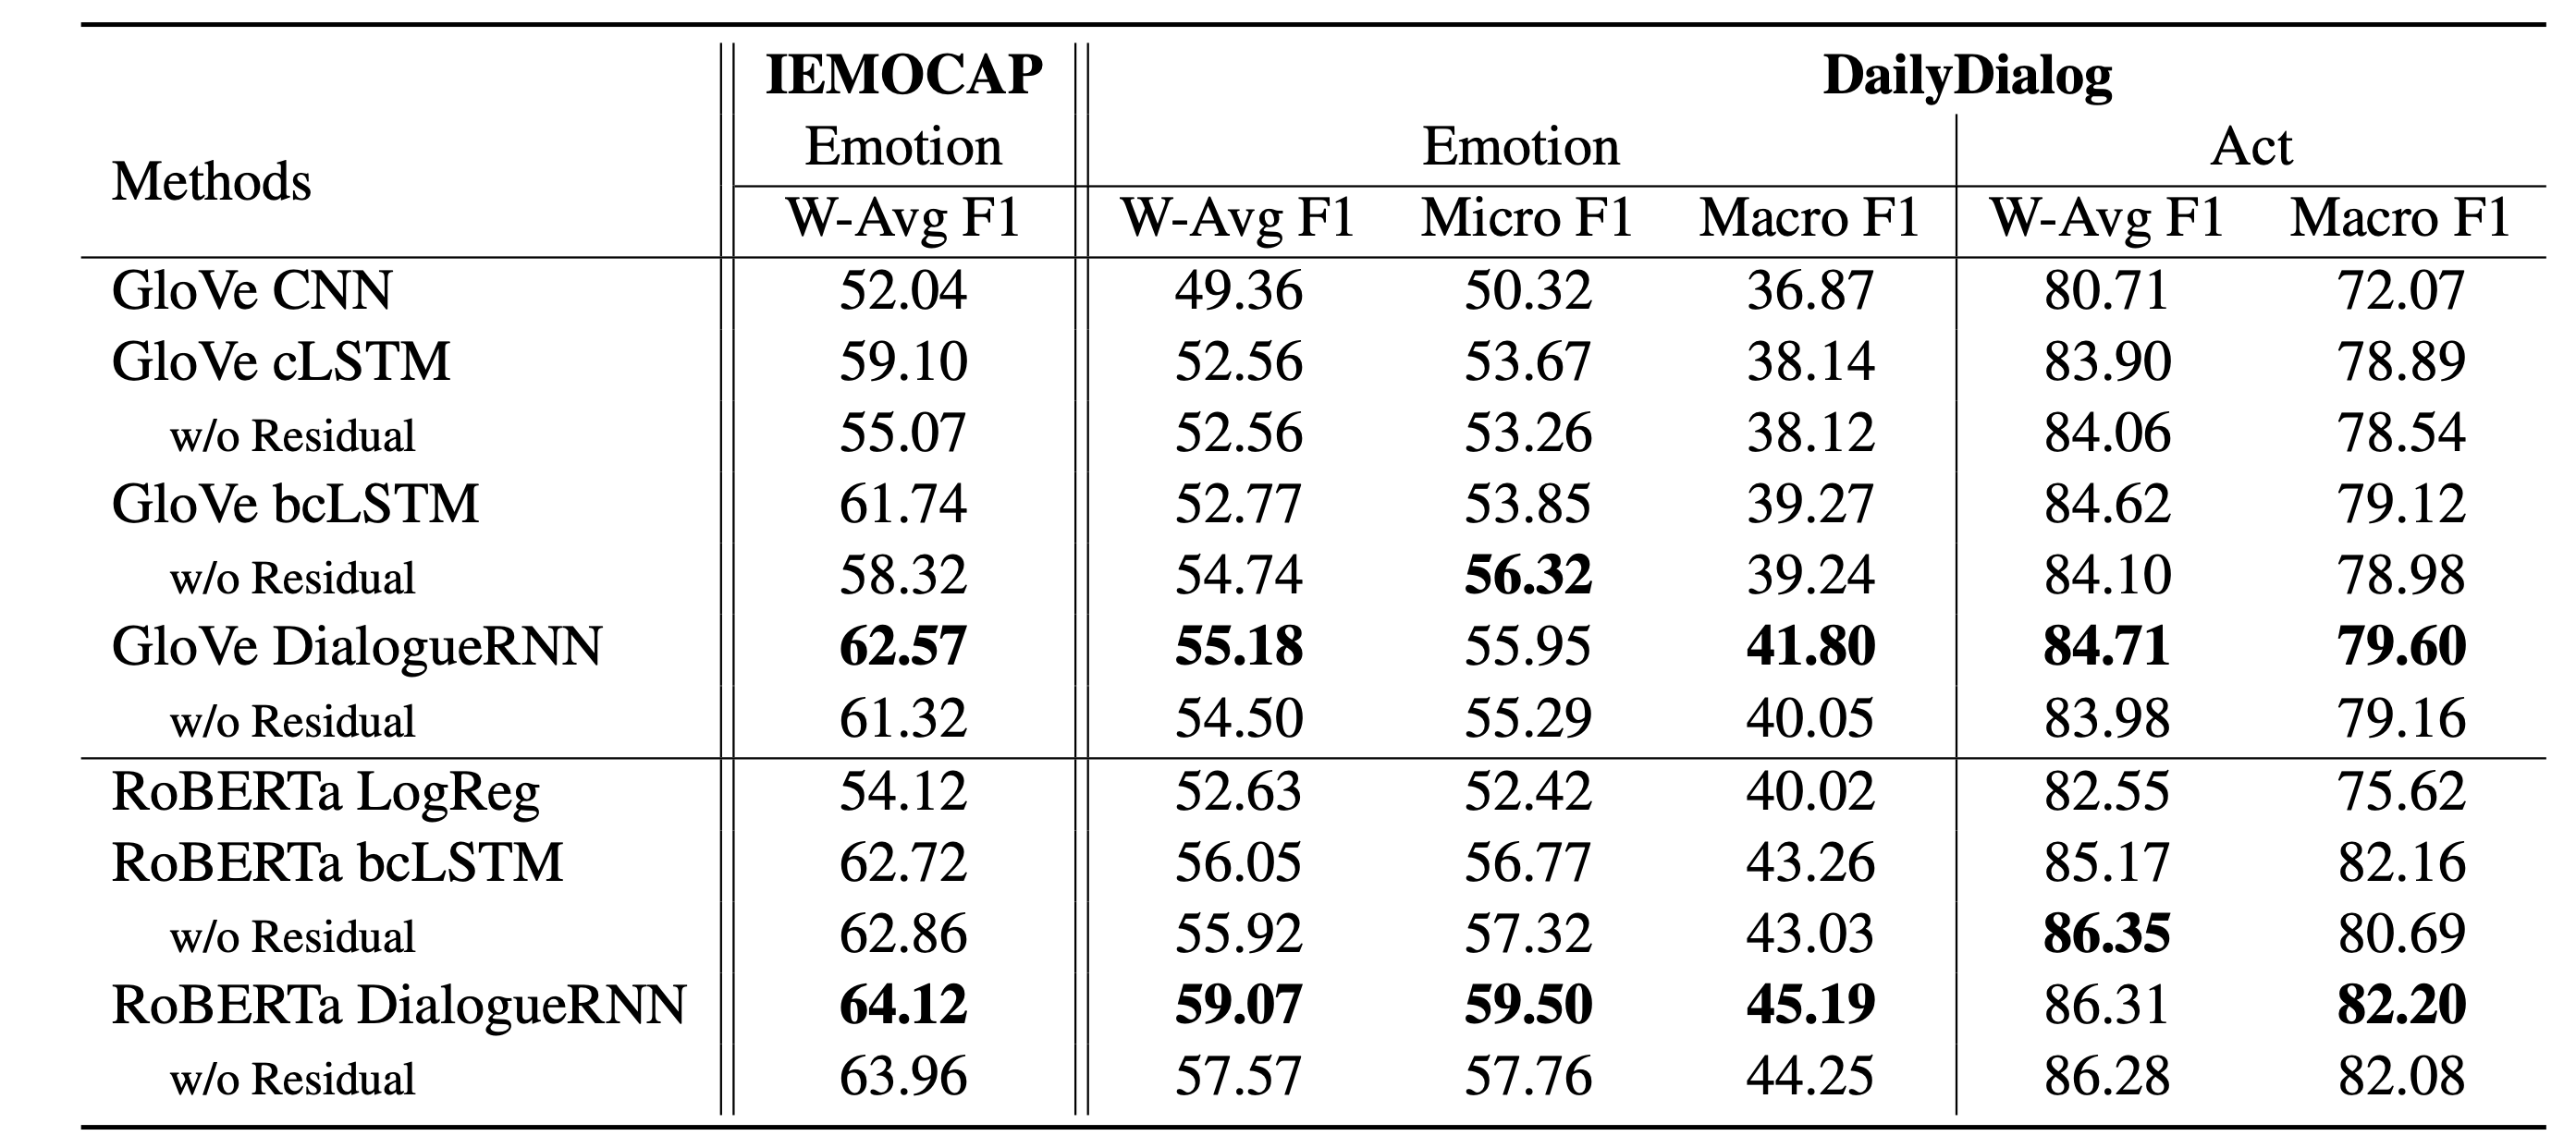 IEMOCAP DailyDialog
Emotion Emotion Act
Methods
W-Avg F1 W-Avg F1 Micro F1 Macro F1 W-Avg F1 Macro F1
GloVe CNN 52.04 49.36 50.32 36.87 80.71 72.07
GloVe cLSTM 59.10 52.56 53.67 38.14 83.90 78.89
w/o Residual 55.07 52.56 53.26 38.12 84.06 78.54
GloVe bcLSTM 61.74 52.77 53.85 39.27 84.62 79.12
w/o Residual 58.32 54.74 56.32 39.24 84.10 78.98
GloVe DialogueRNN 62.57 55.18 55.95 41.80 84.71 79.60
w/o Residual 61.32 54.50 55.29 40.05 83.98 79.16
RoBERTa LogReg 54.12 52.63 52.42 40.02 82.55 75.62
RoBERTa bcLSTM 62.72 56.05 56.77 43.26 85.17 82.16
w/o Residual 62.86 55.92 57.32 43.03 86.35 80.69
RoBERTa DialogueRNN 64.12 59.07 59.50 45.19 86.31 82.20
w/o Residual 63.96 57.57 57.76 44.25 86.28 82.08